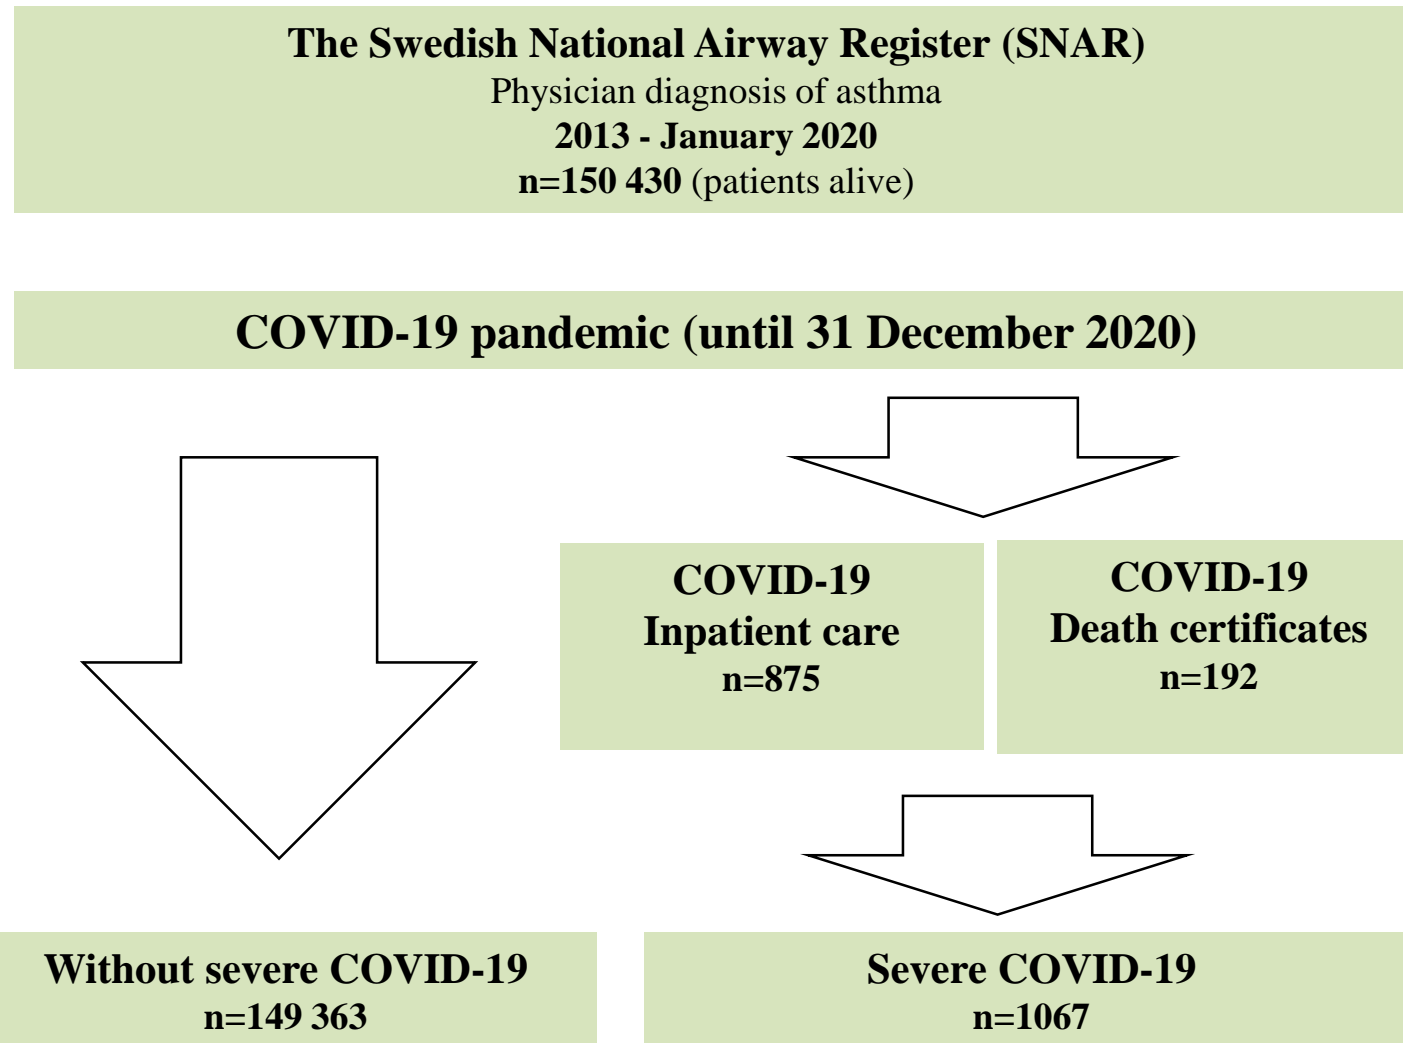 The Swedish National Airway Register (SNAR)
Physician diagnosis of asthma
2013 - January 2020
n=150 430 (patients alive)
COVID-19 pandemic (until 31 December 2020)
COVID-19
Inpatient care
n=875
COVID-19
Death certificates
n=192
Without severe COVID-19
n=149 363
Severe COVID-19
n=1067